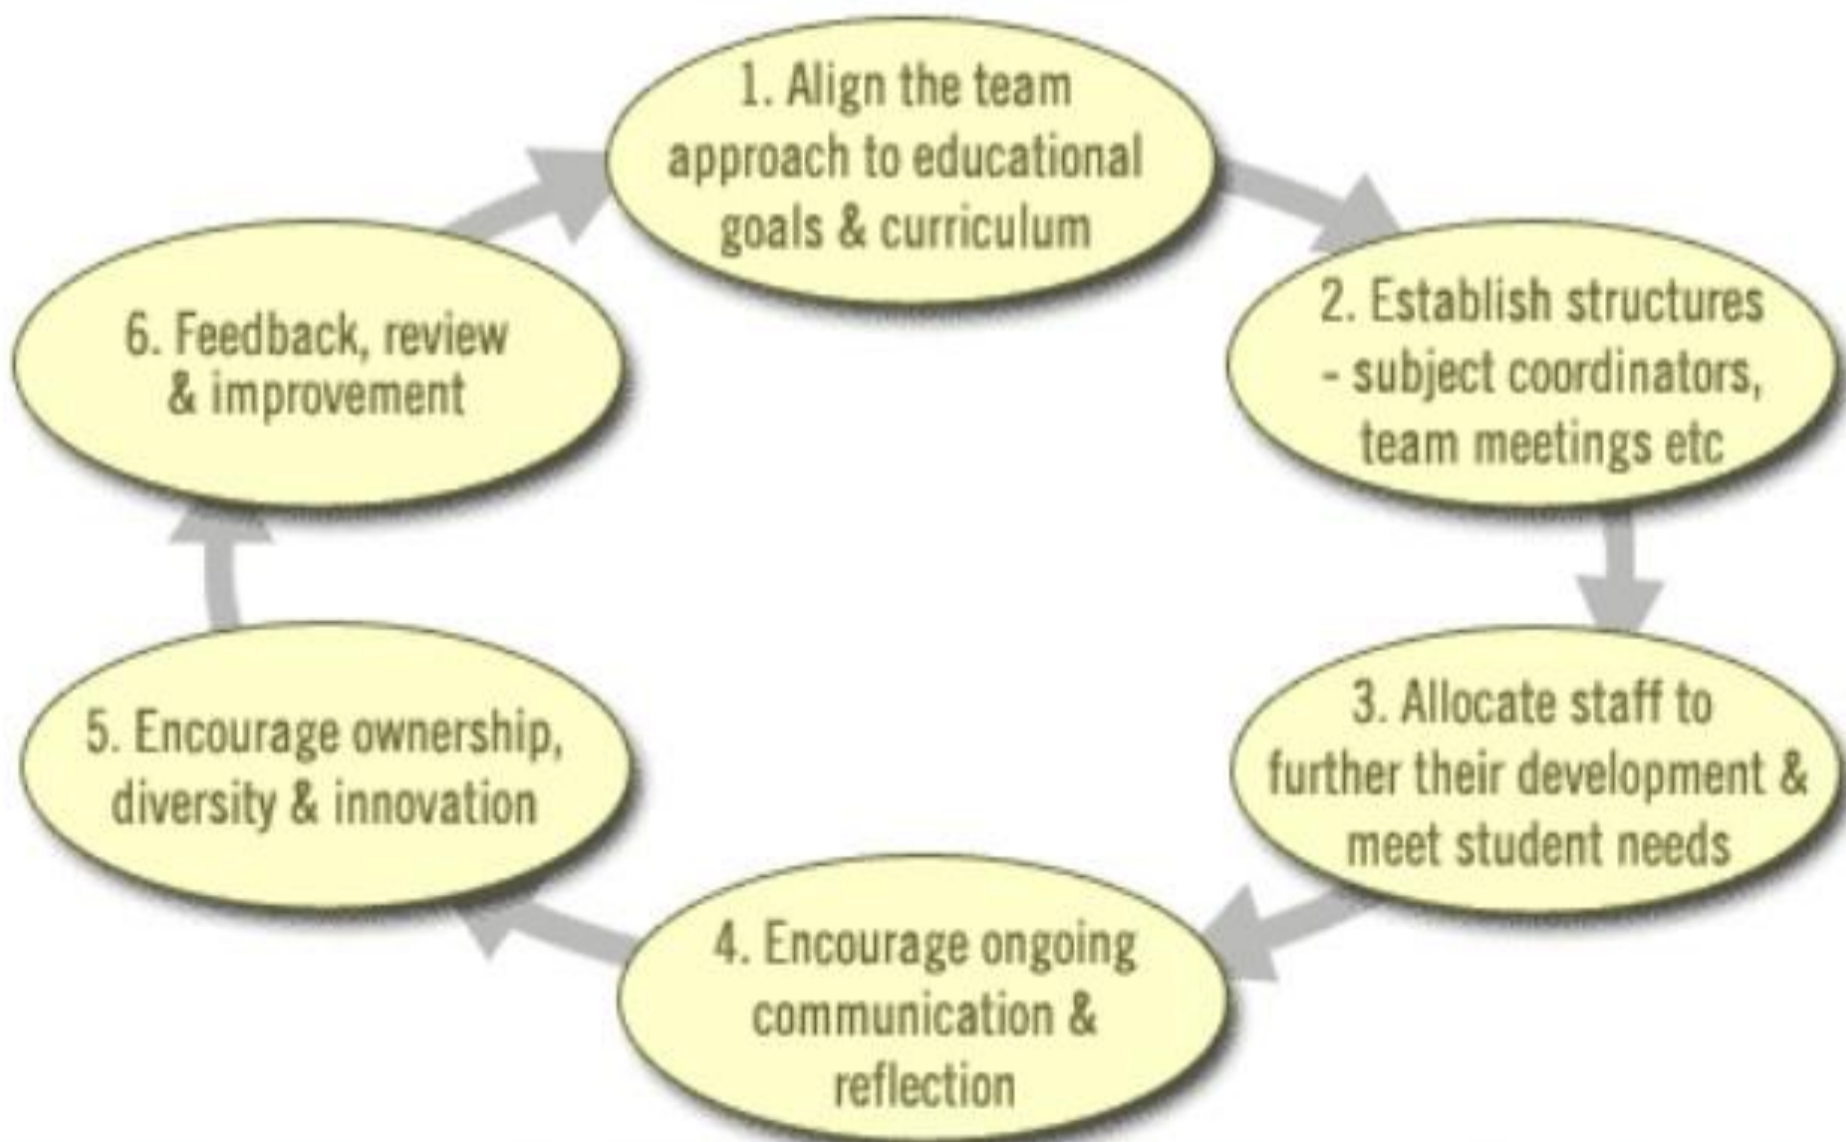 1. Align the team
approach to educational
goals & curriculum
2. Establish structures
- subject coordinators,
team meetings etc
3. Allocate staff to
further their development &
meet student needs
4. Encourage ongoing
communication &
reflection
5. Encourage ownership,
diversity & innovation
6. Feedback, review
& improvement